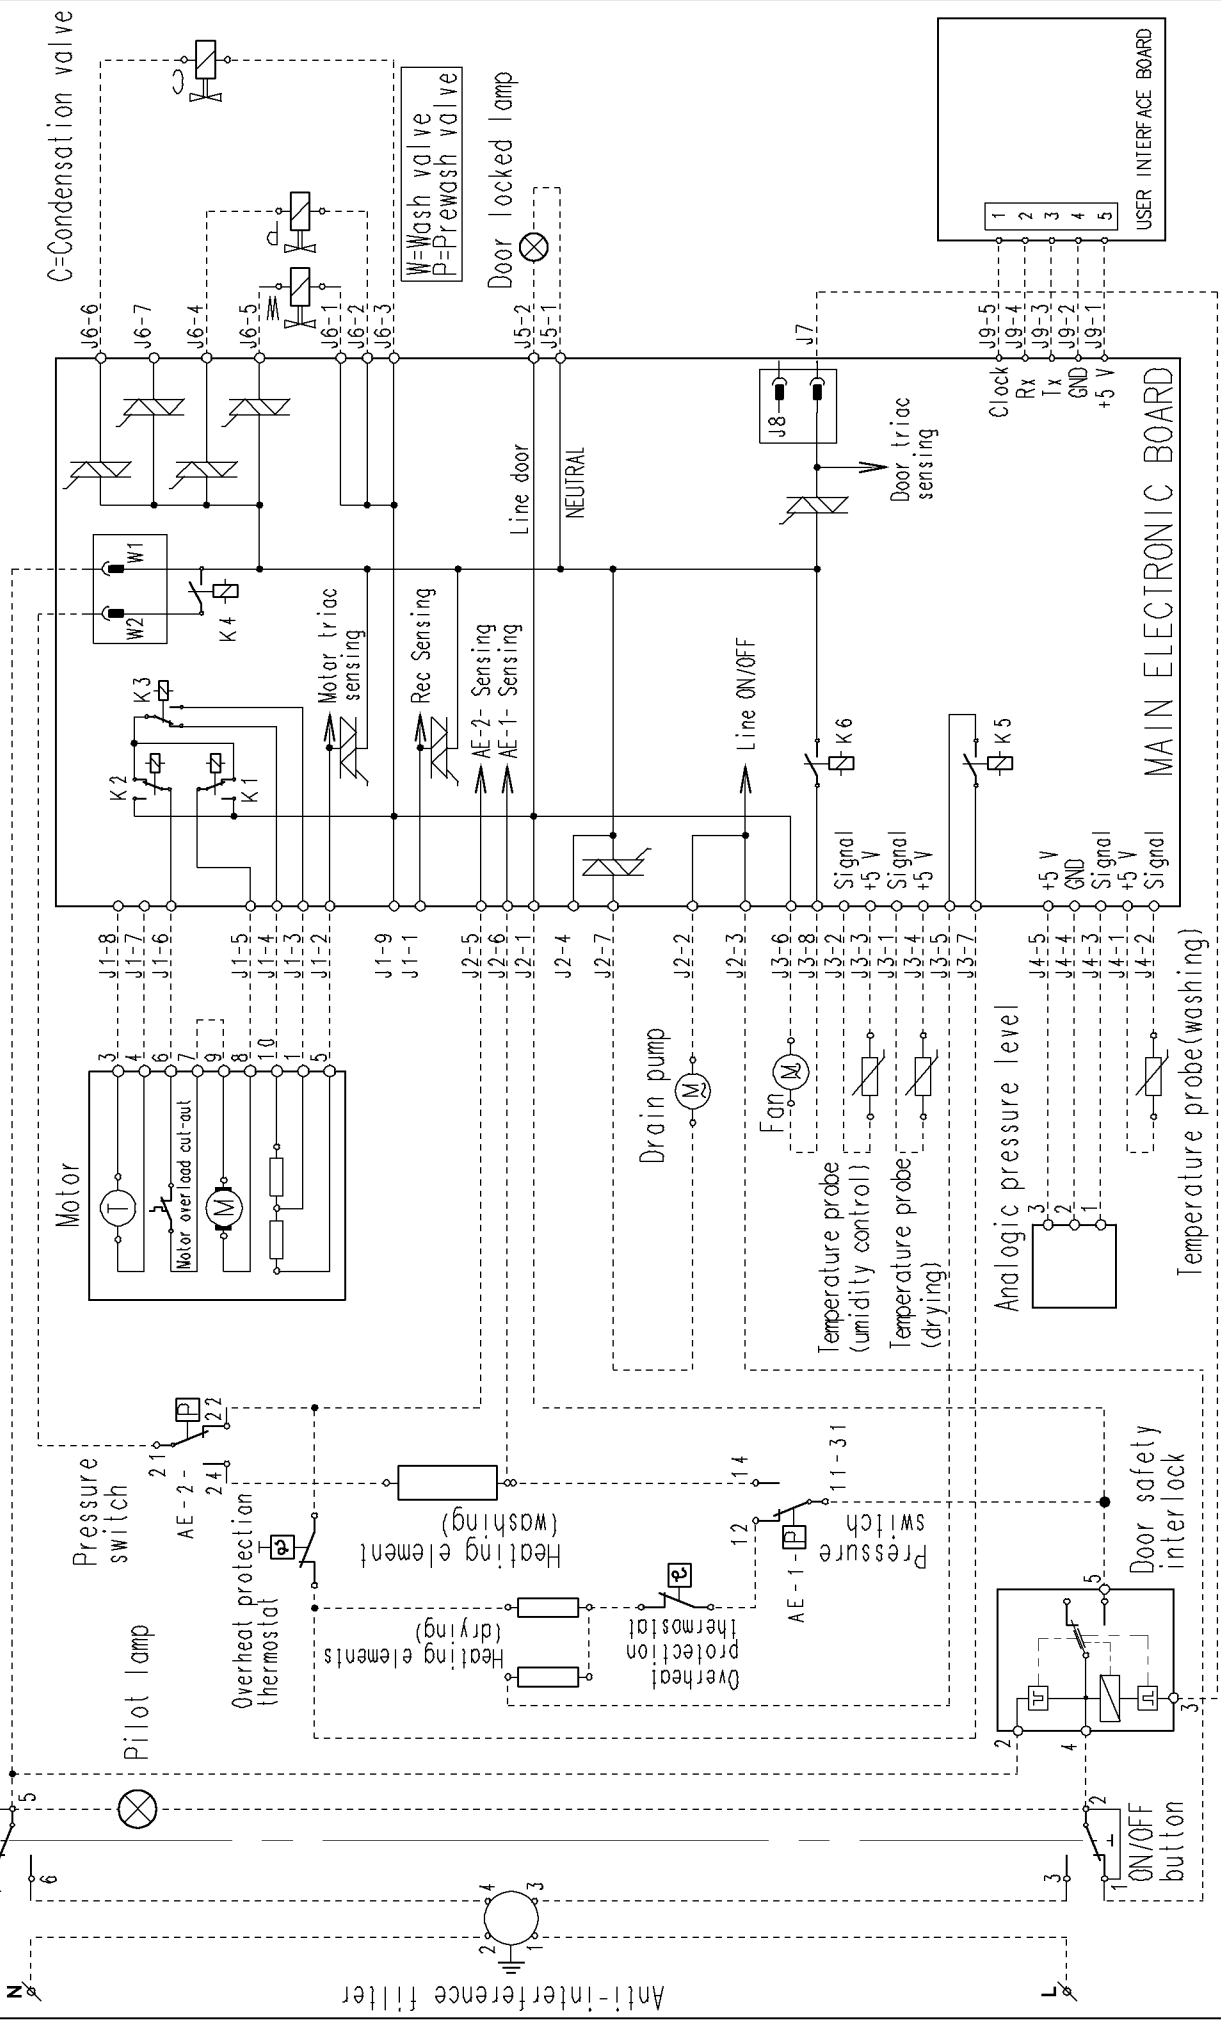 C=Condensation valve
C
P
W
W=Wash valve
P=Prewash valve
Door locked lamp
J6-6
J6-7
J6-4
J6-5
J6-1
J6-2
J6-3
J5-2
J5-1
J7
J9-5
J9-4
J9-3
J9-2
J9-1
1
2
3
4
5
USER INTERFACE BOARD
Clock
Rx
Tx
GND
+5 V
J8
Door triac
sensing
Line door
NEUTRAL
MAIN ELECTRONIC BOARD
W1
W2
K4
K3
K2
K1
Motor triac
sensing
Rec Sensing
AE-2- Sensing
AE-1- Sensing
Line ON/OFF
K6
K5
Signal
+5 V
Signal
+5 V
+5 V
GND
Signal
+5 V
Signal
J1-8
J1-7
J1-6
J1-5
J1-4
J1-3
J1-2
J1-9
J1-1
J2-5
J2-6
J2-1
J2-4
J2-7
J2-2
J2-3
J3-6
J3-8
J3-2
J3-3
J3-1
J3-4
J3-5
J3-7
J4-5
J4-4
J4-3
J4-1
J4-2
3
4
6
7
9
8
10
1
5
Motor
T
Motor overload cut-out
M
Drain pump
M
Fan
M
Temperature probe
(umidity control)
Temperature probe
(drying)
Analogic pressure level
3
2
1
Temperature probe(washing)
Pressure
switch
P
21
22
24
AE-2-
Overheat protection
thermostat
Heating element
(washing)
Heating elements
(drying)
Overheat
protection
thermostat
14
12
11-31
AE-1-
P
Pressure
switch
Door safety
interlock
5
2
4
3
Pilot lamp
5
6
2
3
1
ON/OFF
button
4
3
2
1
N
L
Anti-interference filter